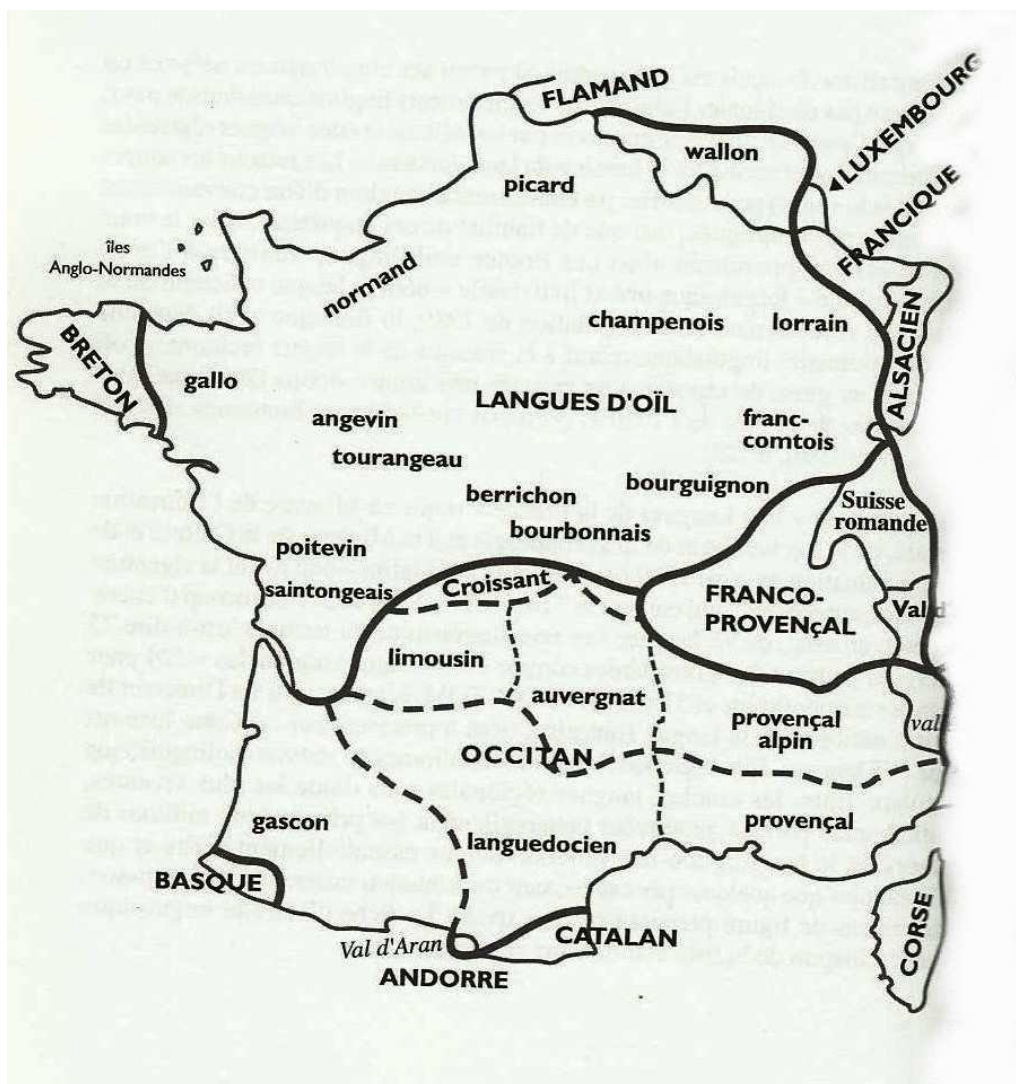 FLAMAND
LUXEMBOURG
wallon
picard
FRANCIQUE
îles
Anglo-Normandes
normand
champenois
lorrain
ALSACIEN
BRETON
gallo
LANGUES D'OÏL
angevin
franc-
comtois
tourangeau
bourguignon
berrichon
Suisse
romande
bourbonnais
poitevin
saintongeais
Croissant
FRANCO-
PROVENçAL
Val d'
limousin
auvergnat
provençal
alpin
val
OCCITAN
gascon
languedocien
provençal
BASQUE
CORSE
Val d'Aran
CATALAN
ANDORRE